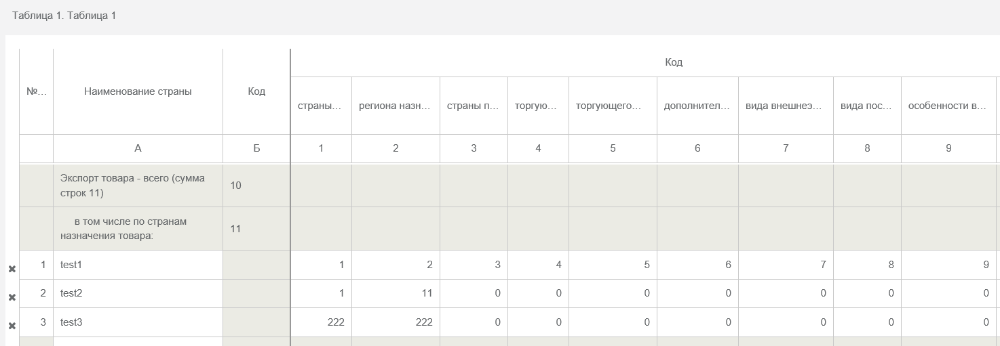 Таблица 1. Таблица 1
Код
№... Наименование страны Код
страны... региона назн... страны п... торгую... торгующего... дополнител... вида внешнеэ... вида пос... особенности в...
А Б 1 2 3 4 5 6 7 8 9
Экспорт товара - всего (сумма
строк 11) 10
в том числе по странам
назначения товара: 11
1 test1 1 2 3 4 5 6 7 8 9
2 test2 1 11 0 0 0 0 0 0 0
3 test3 222 222 0 0 0 0 0 0 0